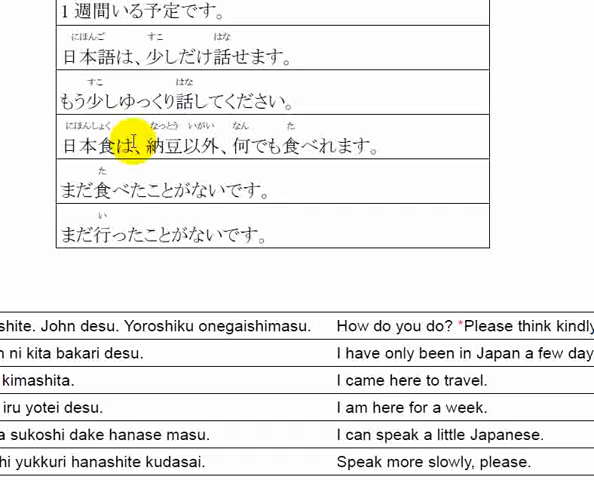 1週間いる予定です。
にほんご すこ はな
日本語は、少しだけ話せます。
すこ はな
もう少しゆっくり話してください。
にほんしょく なっとう いがい なん た
日本食は、納豆以外、何でも食べれます。
た
まだ食べたことがないです。
い
まだ行ったことがないです。
shite. John desu. Yoroshiku onegaishimasu. How do you do? *Please think kindly
ni kita bakari desu. I have only been in Japan a few day
kimashita. I came here to travel.
iru yotei desu. I am here for a week.
a sukoshi dake hanase masu. I can speak a little Japanese.
hi yukkuri hanashite kudasai. Speak more slowly, please.